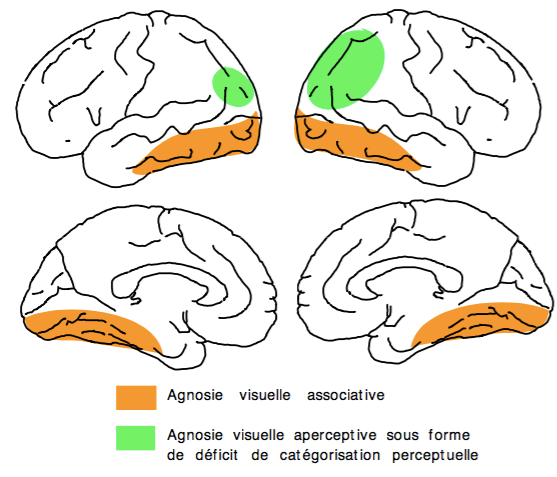 Agnosie visuelle associative
Agnosie visuelle aperceptive sous forme
de déficit de catégorisation perceptuelle